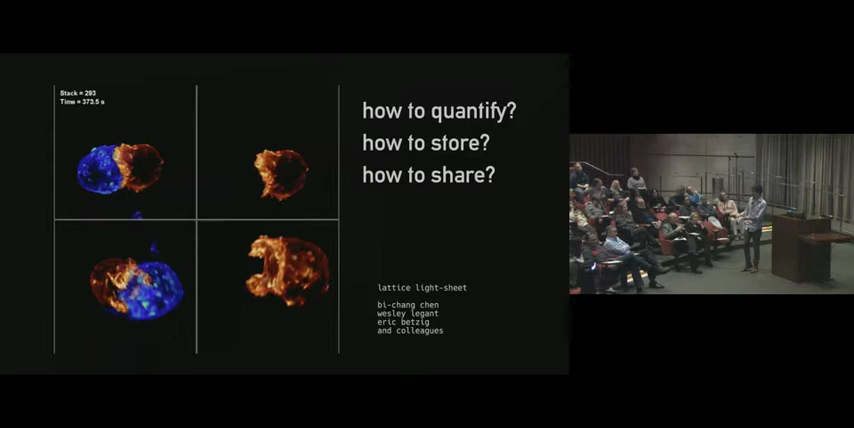 Stack = 293
Time = 373.5 s
how to quantify?
how to store?
how to share?
lattice light-sheet
bi-chang chen
wesley legant
eric betzig
and colleagues